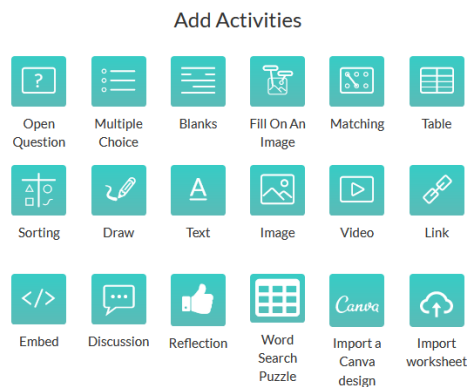 Add Activities
?
Open Question
Multiple Choice
Blanks
Fill On An Image
Matching
Table
A
Sorting
Draw
Text
Image
Video
Link
</>
Canva
Embed
Discussion
Reflection
Word Search Puzzle
Import a Canva design
Import worksheet